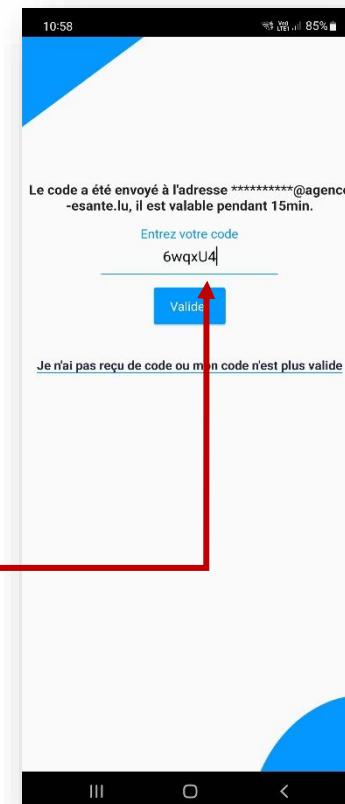 10:58 85%
Le code a été envoyé à l'adresse **********@agence
-esante.lu, il est valable pendant 15min.
Entrez votre code
6wqxU4
Valider
Je n'ai pas reçu de code ou mon code n'est plus valide